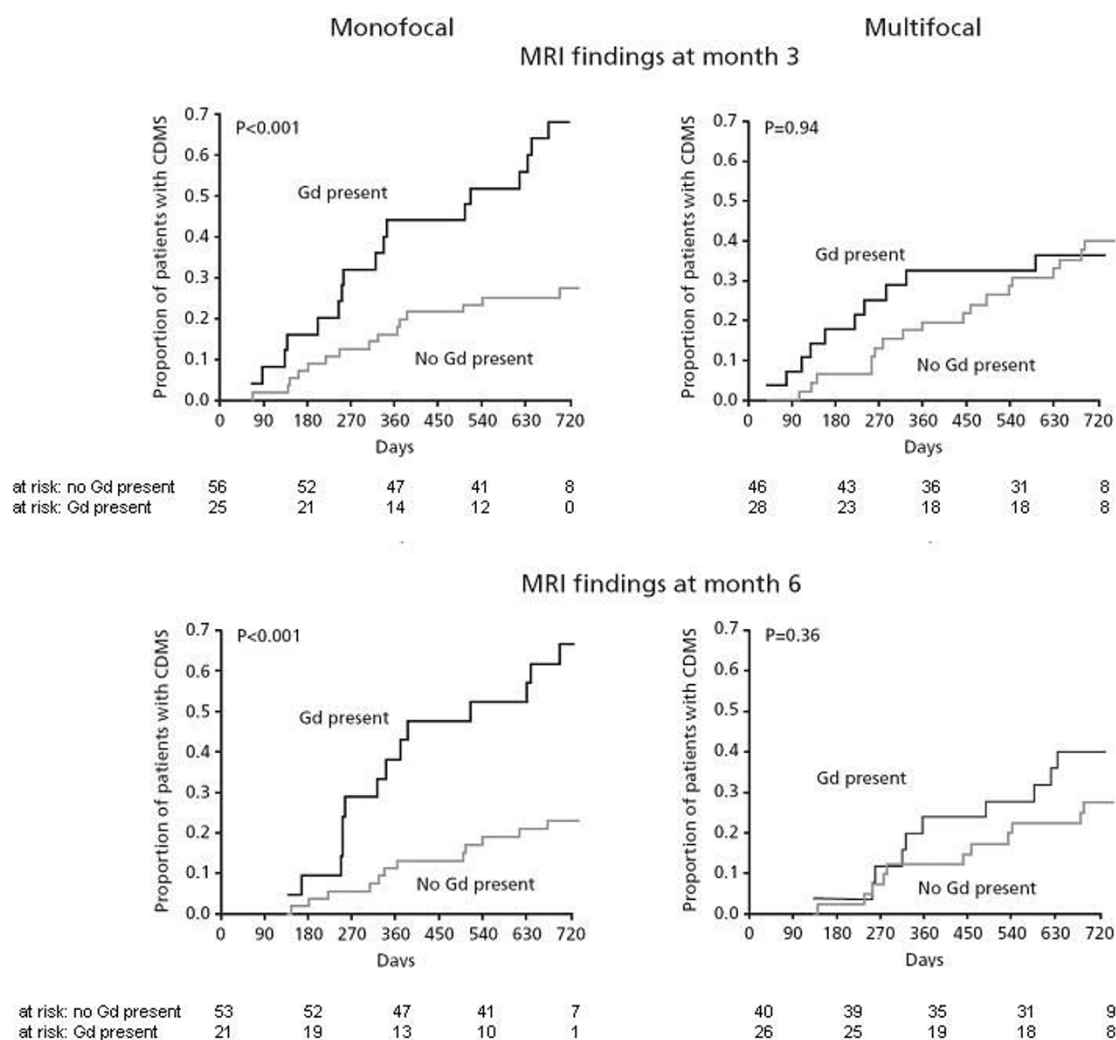 Monofocal Multifocal
MRI findings at month 3
0.7 0.6 0.5 0.4 0.3 0.2 0.1 0.0
Proportion of patients with CDMS
P<0.001
Gd present
No Gd present
0 90 180 270 360 450 540 630 720
Days
0.7 0.6 0.5 0.4 0.3 0.2 0.1 0.0
Proportion of patients with CDMS
P=0.94
Gd present
No Gd present
0 90 180 270 360 450 540 630 720
Days
at risk: no Gd present 56 52 47 41 8 46 43 36 31 8
at risk: Gd present 25 21 14 12 0 28 23 18 18 8
MRI findings at month 6
0.7 0.6 0.5 0.4 0.3 0.2 0.1 0.0
Proportion of patients with CDMS
P<0.001
Gd present
No Gd present
0 90 180 270 360 450 540 630 720
Days
0.7 0.6 0.5 0.4 0.3 0.2 0.1 0.0
Proportion of patients with CDMS
P=0.36
Gd present
No Gd present
0 90 180 270 360 450 540 630 720
Days
at risk: no Gd present 53 52 47 41 7 40 39 35 31 9
at risk: Gd present 21 19 13 10 1 26 25 19 18 8